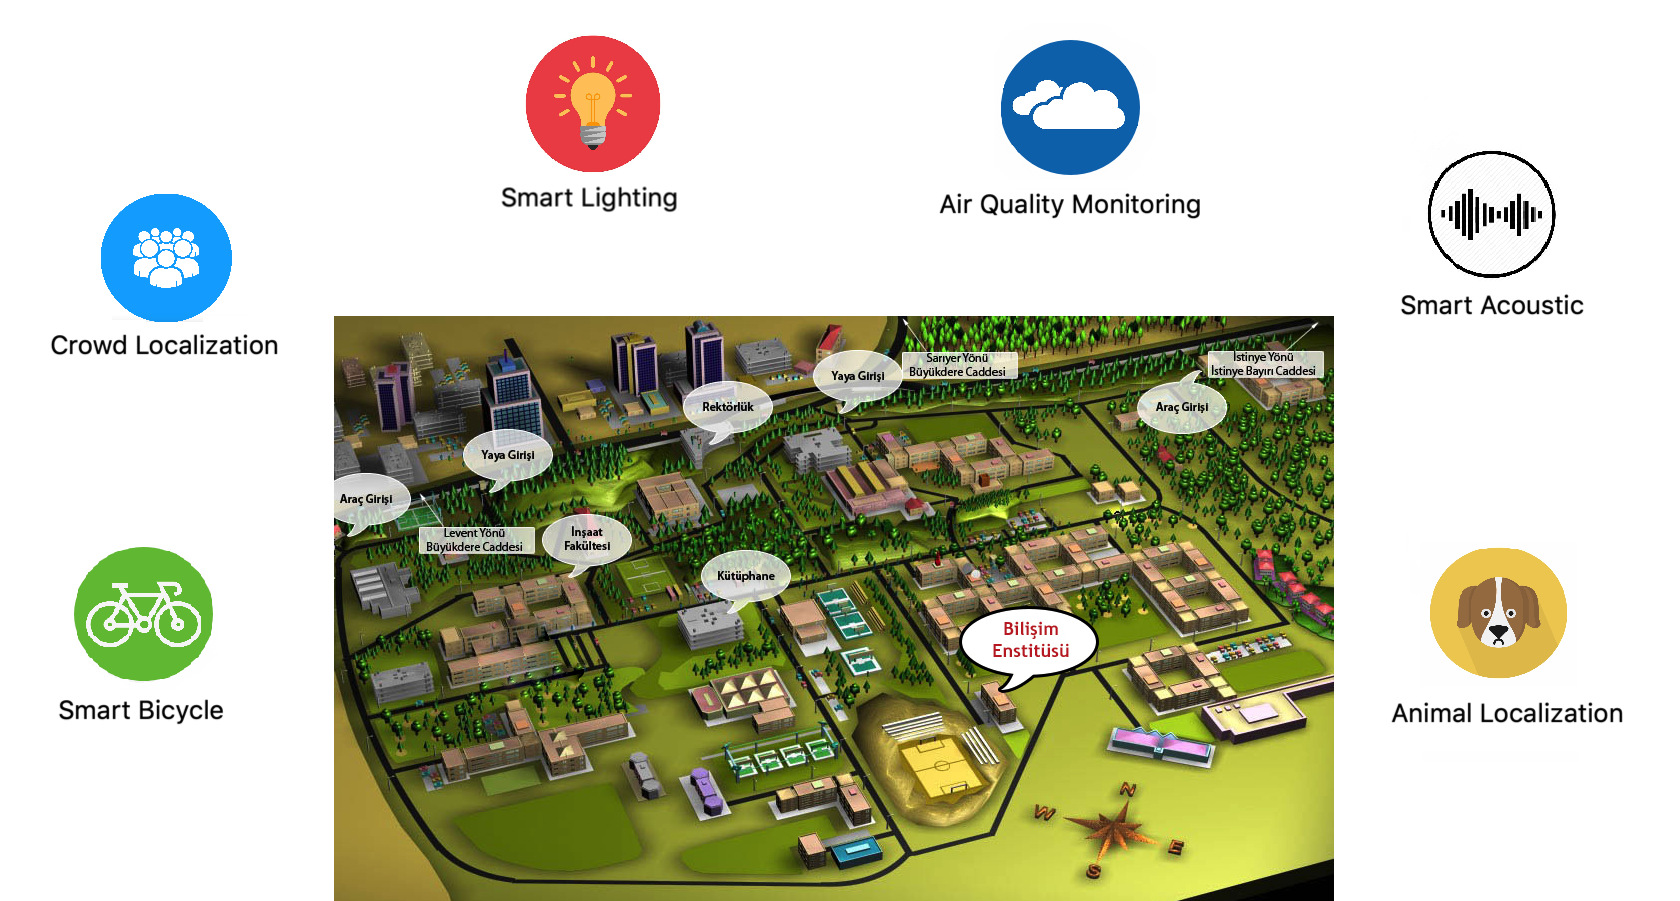 Smart Lighting
Air Quality Monitoring
Smart Acoustic
Crowd Localization
Sarıyer Yönü
Büyükdere Caddesi
İstinye Yönü
İstinye Bayırı Caddesi
Yaya Girişi
Rektörlük
Araç Girişi
Yaya Girişi
Araç Girişi
Levent Yönü
Büyükdere Caddesi
İnşaat
Fakültesi
Kütüphane
Bilişim
Enstitüsü
Smart Bicycle
Animal Localization
N
W
E
S